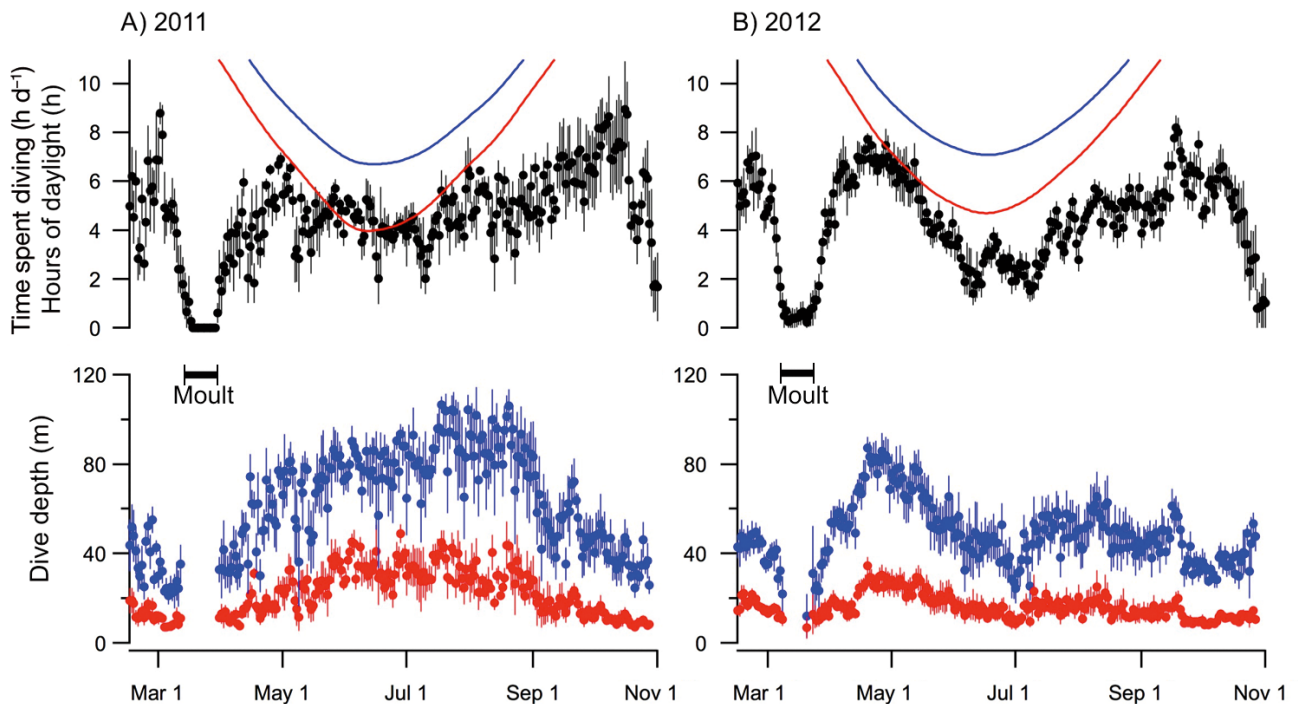 A) 2011
B) 2012
Time spent diving (h d⁻¹)
Hours of daylight (h)
10
8
6
4
2
0
10
8
6
4
2
0
Moult
Moult
Dive depth (m)
120
80
40
0
120
80
40
0
Mar 1 May 1 Jul 1 Sep 1 Nov 1
Mar 1 May 1 Jul 1 Sep 1 Nov 1